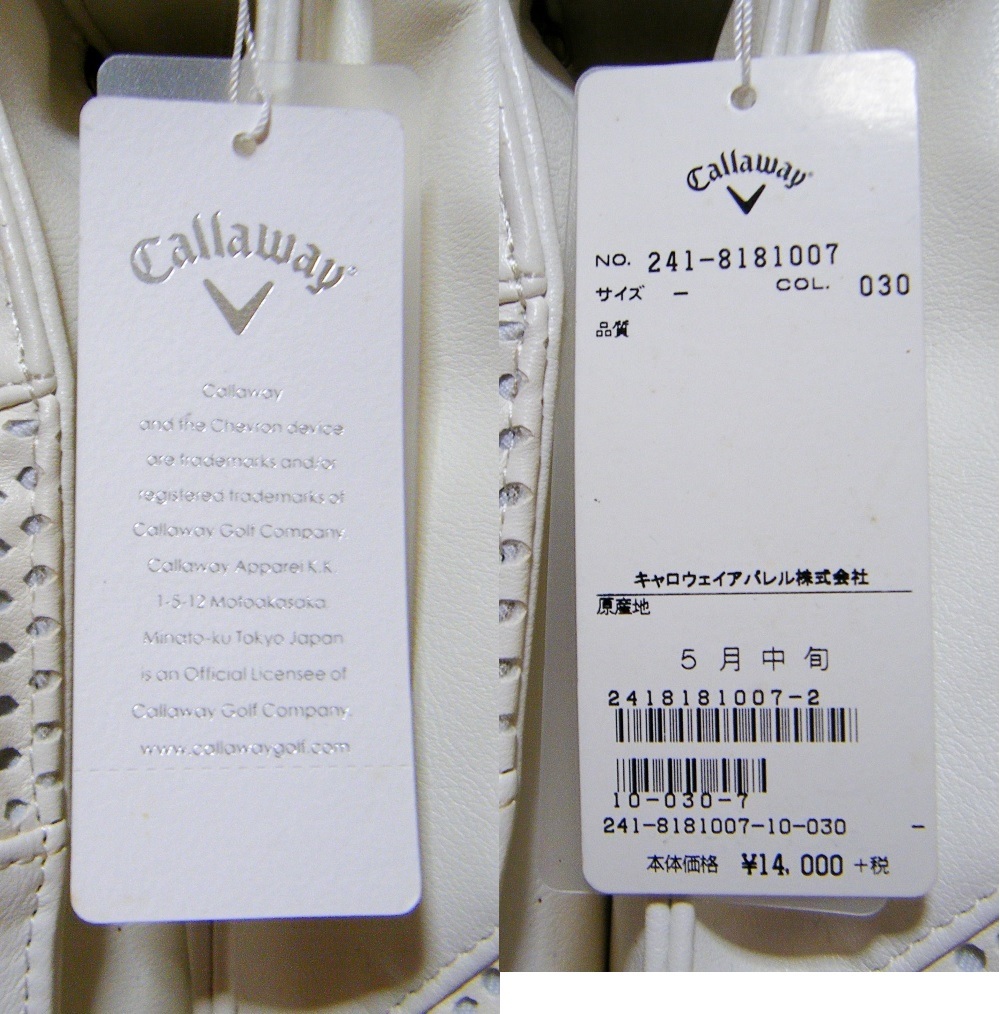 Callaway
Callaway
and the Chevron device
are trademarks and/or
registered trademarks of
Callaway Golf Company.
Callaway Apparel K.K.
1-5-12 Motoakasaka
Minato-ku Tokyo Japan
is an Official Licensee of
Callaway Golf Company.
www.callawaygolf.com
Callaway
NO. 241-8181007
サイズ - COL. 030
品質
キャロウェイアパレル株式会社
原産地
5月中旬
2418181007-2
10-030-7
241-8181007-10-030 -
本体価格 ¥14,000 +税